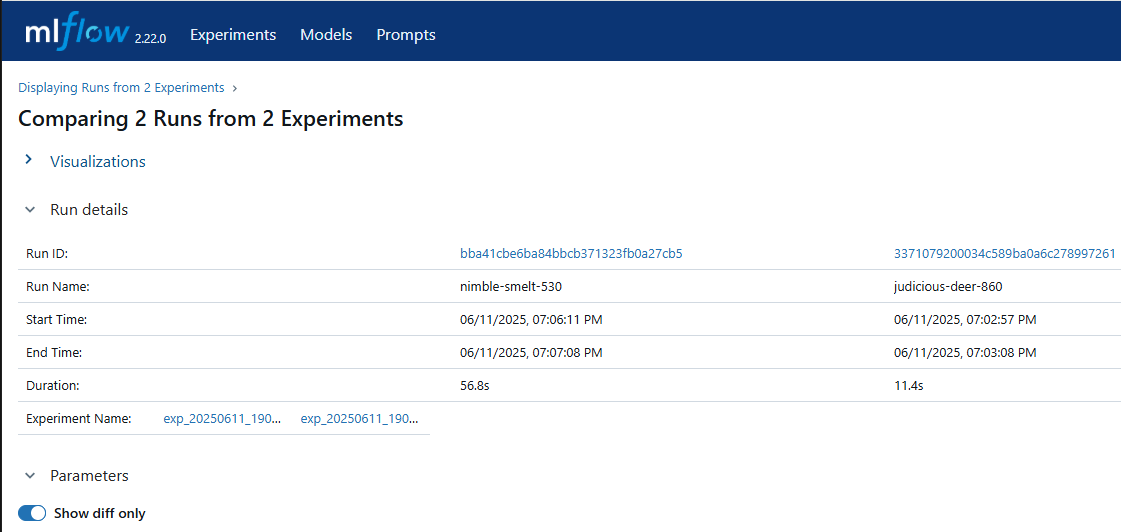 mlflow 2.22.0 Experiments Models Prompts
Displaying Runs from 2 Experiments >
Comparing 2 Runs from 2 Experiments
Visualizations
Run details
Run ID: bba41cbe6ba84bbcb371323fb0a27cb5 3371079200034c589ba0a6c278997261
Run Name: nimble-smelt-530 judicious-deer-860
Start Time: 06/11/2025, 07:06:11 PM 06/11/2025, 07:02:57 PM
End Time: 06/11/2025, 07:07:08 PM 06/11/2025, 07:03:08 PM
Duration: 56.8s 11.4s
Experiment Name: exp_20250611_190... exp_20250611_190...
Parameters
Show diff only